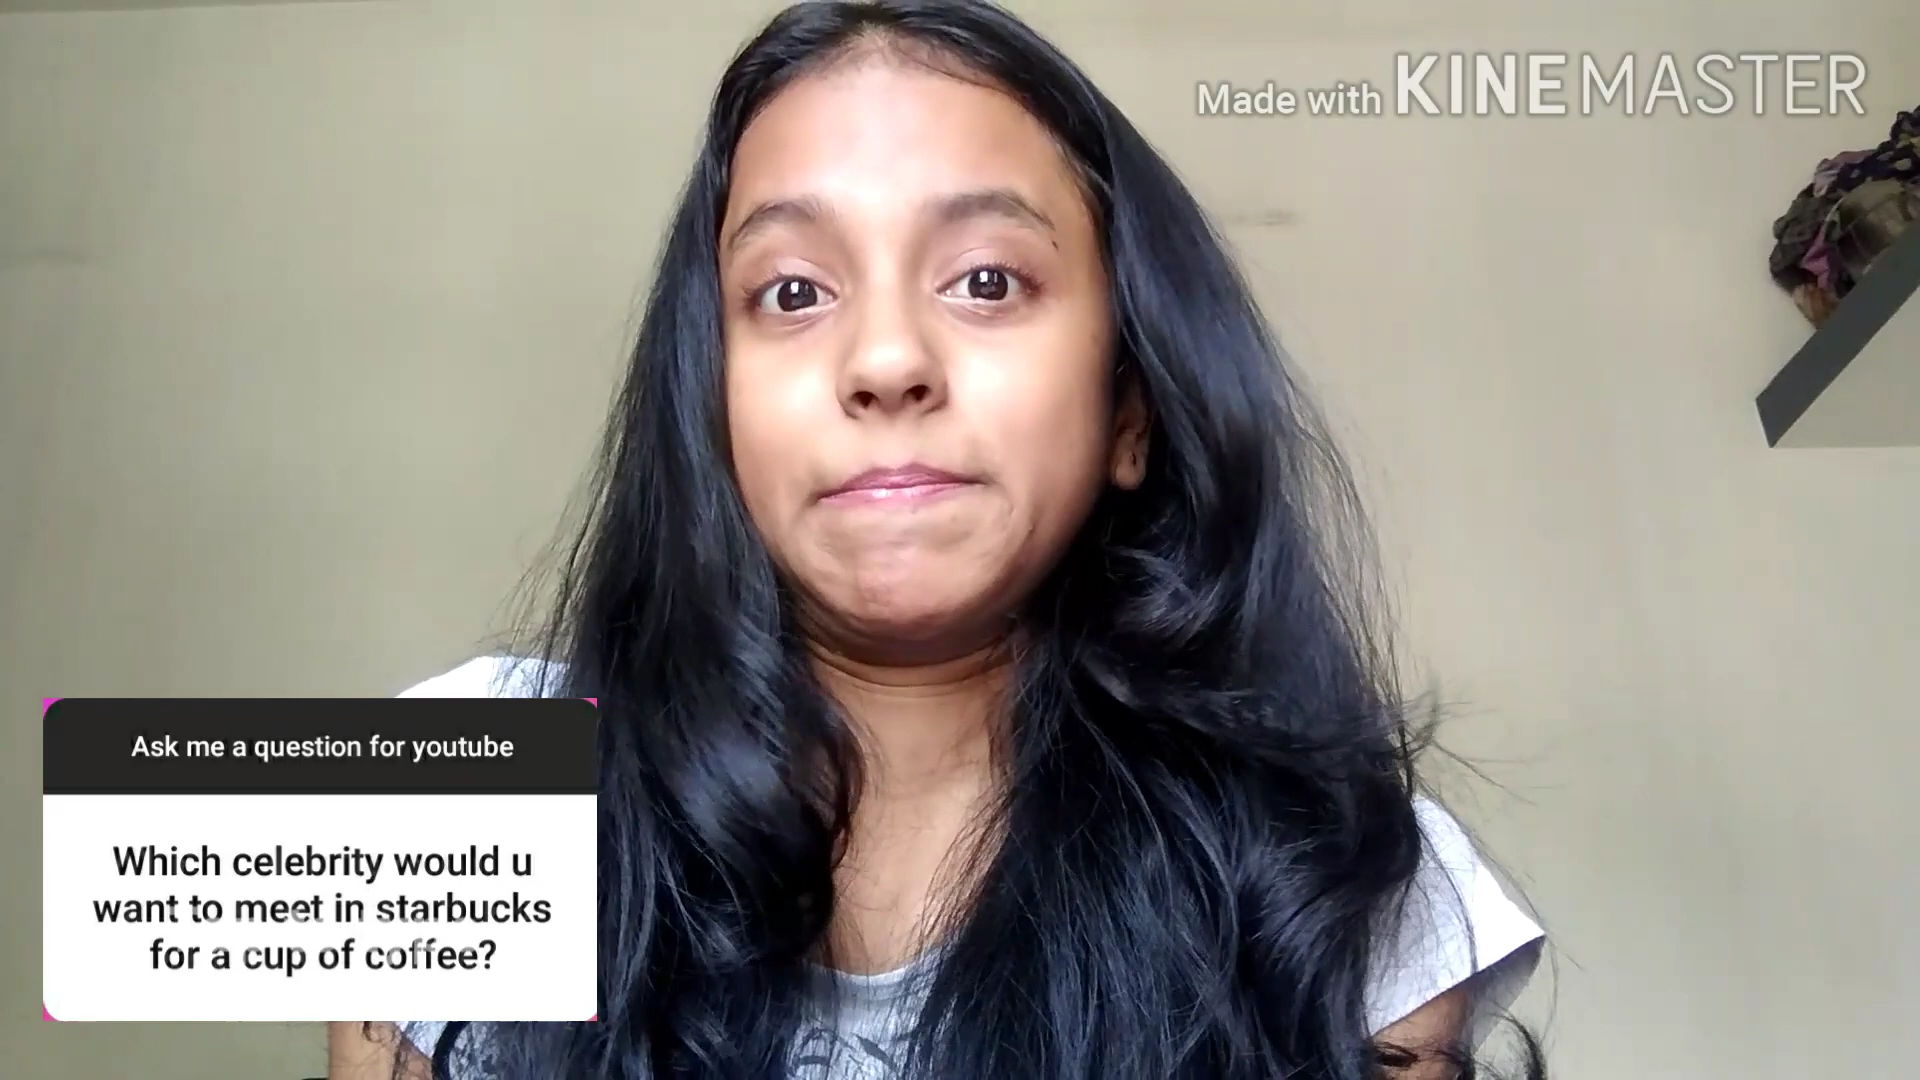 Made with KINEMASTER
Ask me a question for youtube
Which celebrity would u
want to meet in starbucks
for a cup of coffee?